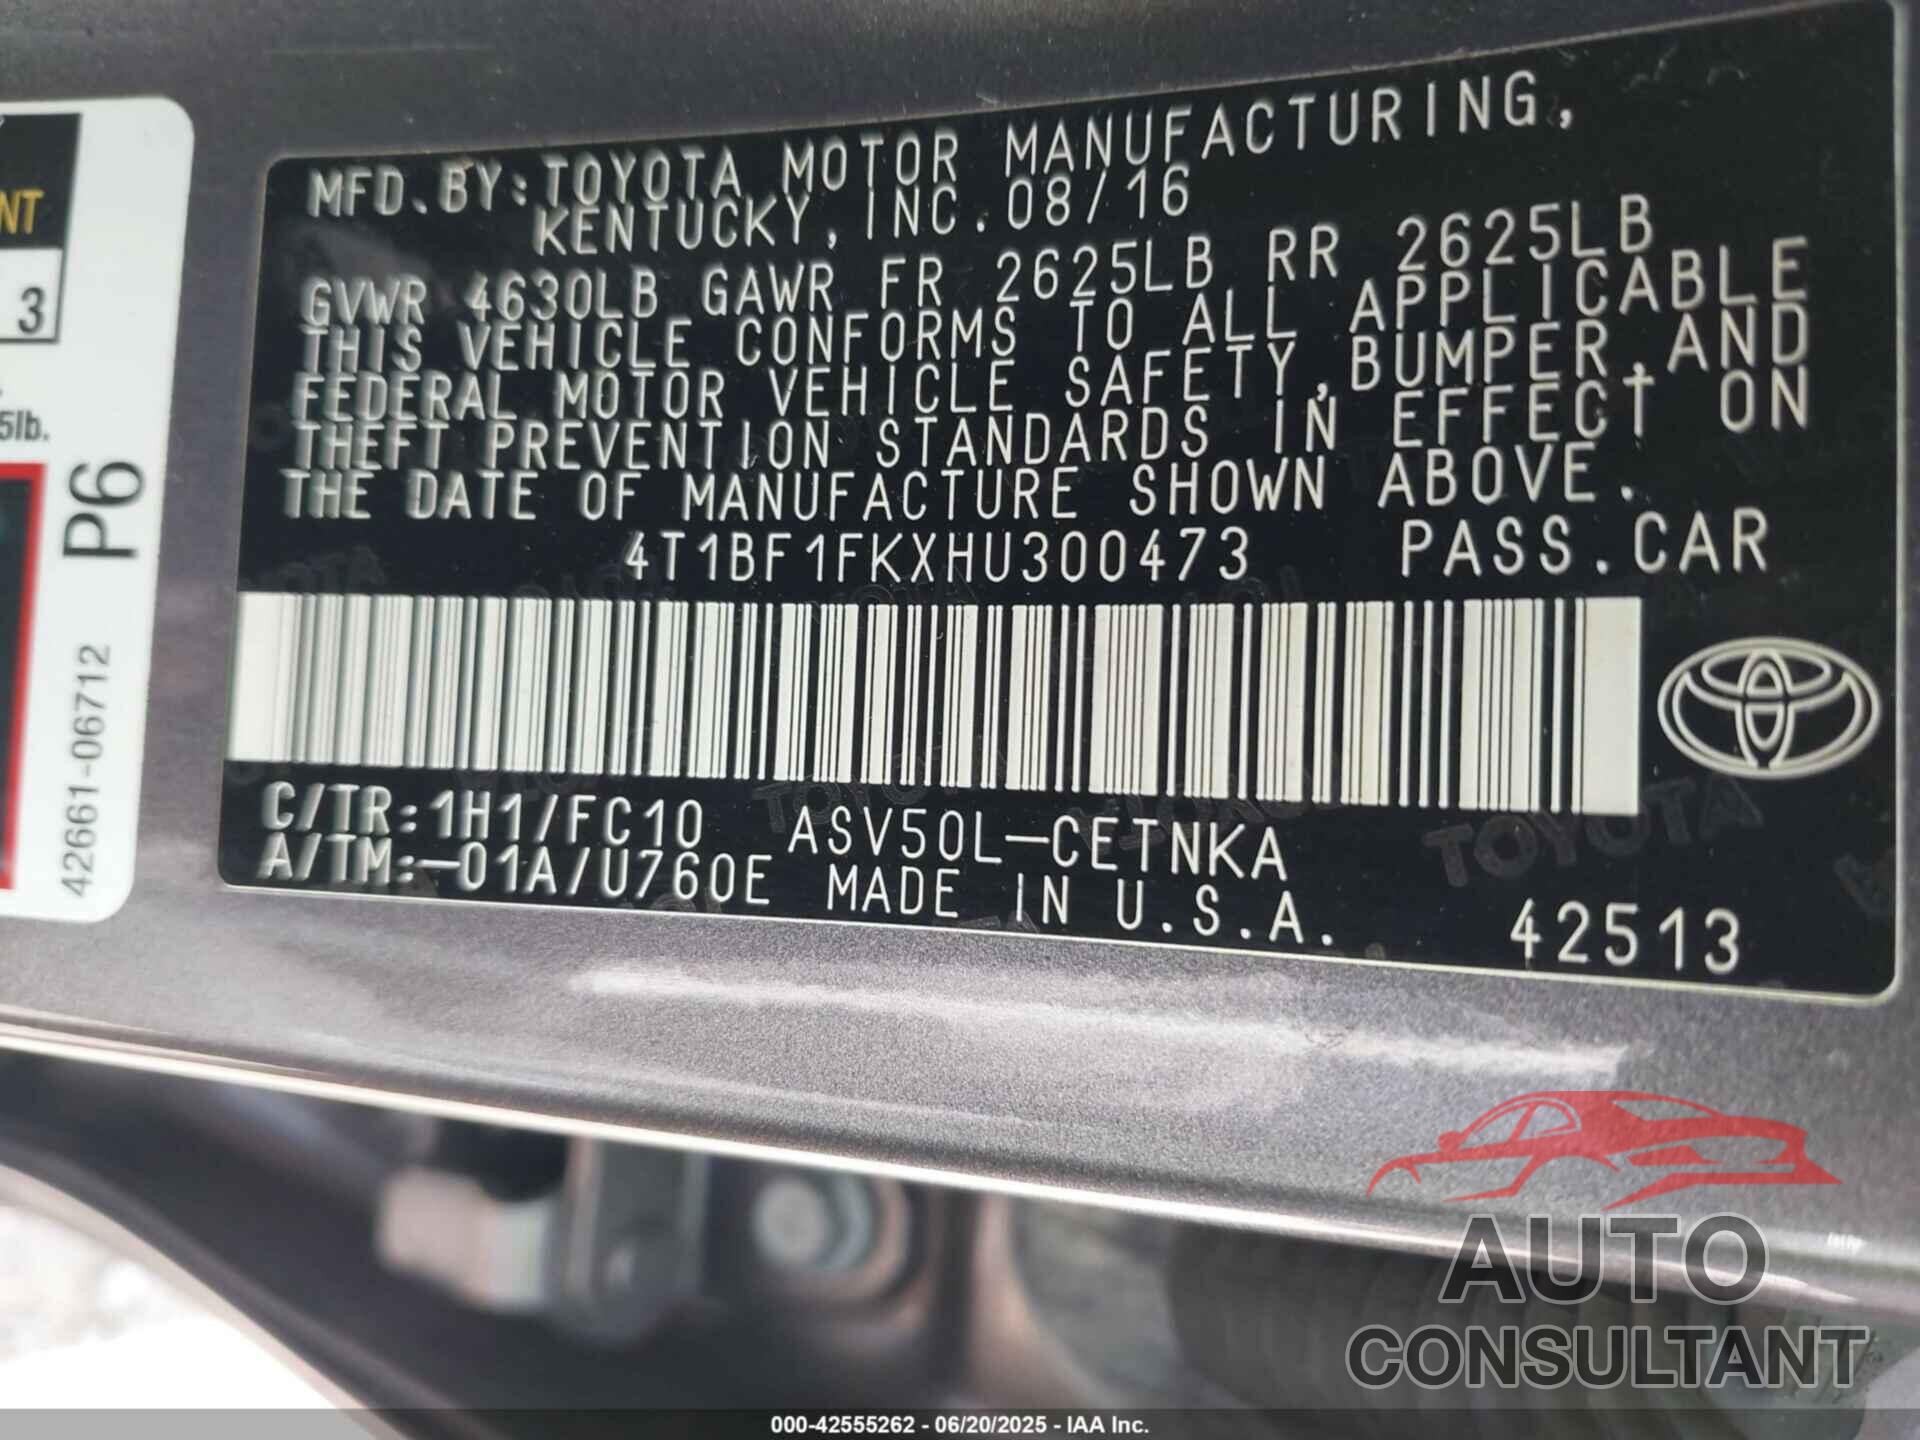 NT
3
5lb.
P6
42661-06712
MFD.BY:TOYOTA MOTOR MANUFACTURING,
KENTUCKY, INC. 08/16
GVWR 4630LB GAWR FR 2625LB RR 2625LB
THIS VEHICLE CONFORMS TO ALL APPLICABLE
FEDERAL MOTOR VEHICLE SAFETY,BUMPER,AND
THEFT PREVENTION STANDARDS IN EFFECT ON
THE DATE OF MANUFACTURE SHOWN ABOVE.
4T1BF1FKXHU300473 PASS.CAR
C/TR:1H1/FC10 ASV50L-CETNKA
A/TM:-01A/U760E MADE IN U.S.A.
42513
TOYOTA
AUTO
CONSULTANT
000-42555262 - 06/20/2025 - IAA Inc.